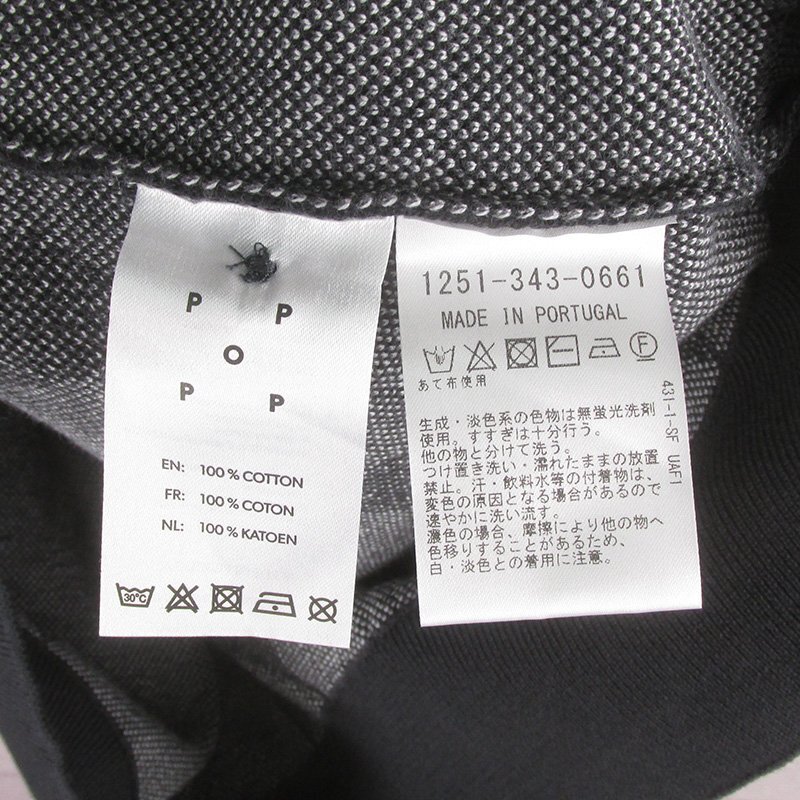 P P
O
P P
EN: 100% COTTON
FR: 100% COTON
NL: 100% KATOEN
30°C
1251-343-0661
MADE IN PORTUGAL
F
あて布使用
生成・淡色系の色物は無蛍光洗剤
使用。すすぎは十分行う。
他の物と分けて洗う。
つけ置き洗い・濡れたままの放置
禁止。汗・飲料水等の付着物は、
変色の原因となる場合があるので
速やかに洗い流す。
濃色の場合、摩擦により他の物へ
色移りすることがあるため、
白・淡色との着用に注意。
431-1-SF UAF1